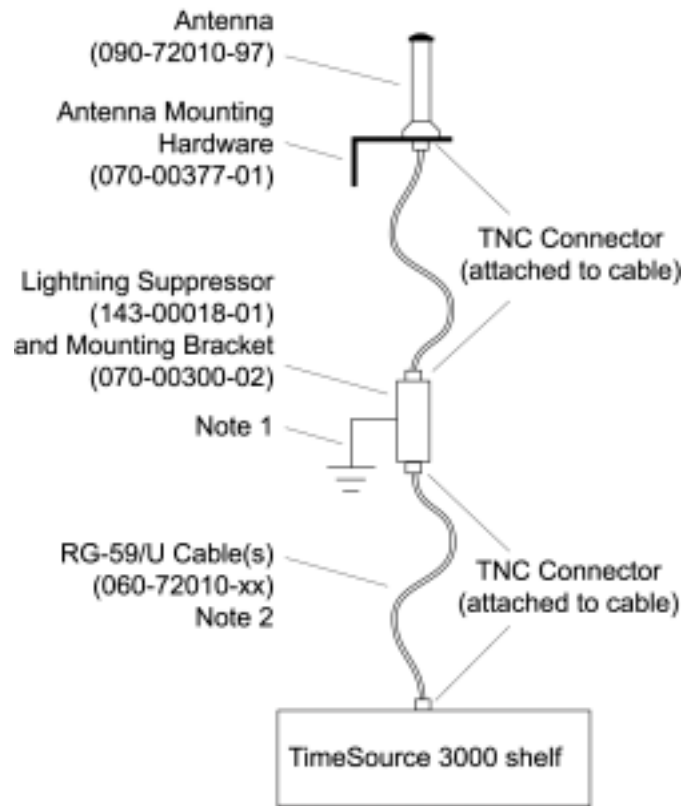 Antenna
(090-72010-97)
Antenna Mounting
Hardware
(070-00377-01)
TNC Connector
(attached to cable)
Lightning Suppressor
(143-00018-01)
and Mounting Bracket
(070-00300-02)
Note 1
RG-59/U Cable(s)
(060-72010-xx)
Note 2
TNC Connector
(attached to cable)
TimeSource 3000 shelf